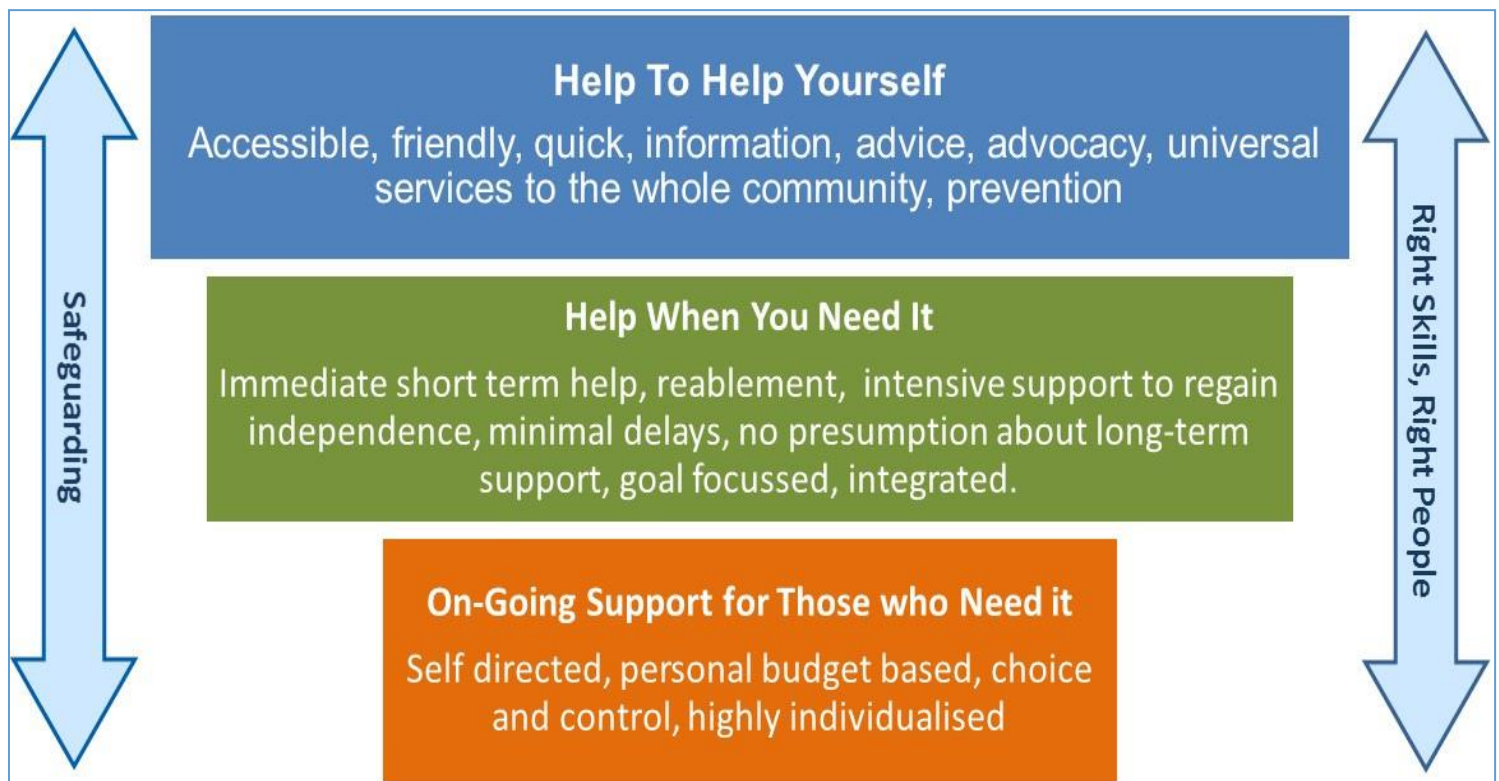 Safeguarding
Help To Help Yourself
Accessible, friendly, quick, information, advice, advocacy, universal
services to the whole community, prevention
Help When You Need It
Immediate short term help, reablement, intensive support to regain
independence, minimal delays, no presumption about long-term
support, goal focussed, integrated.
On-Going Support for Those who Need it
Self directed, personal budget based, choice
and control, highly individualised
Right Skills, Right People